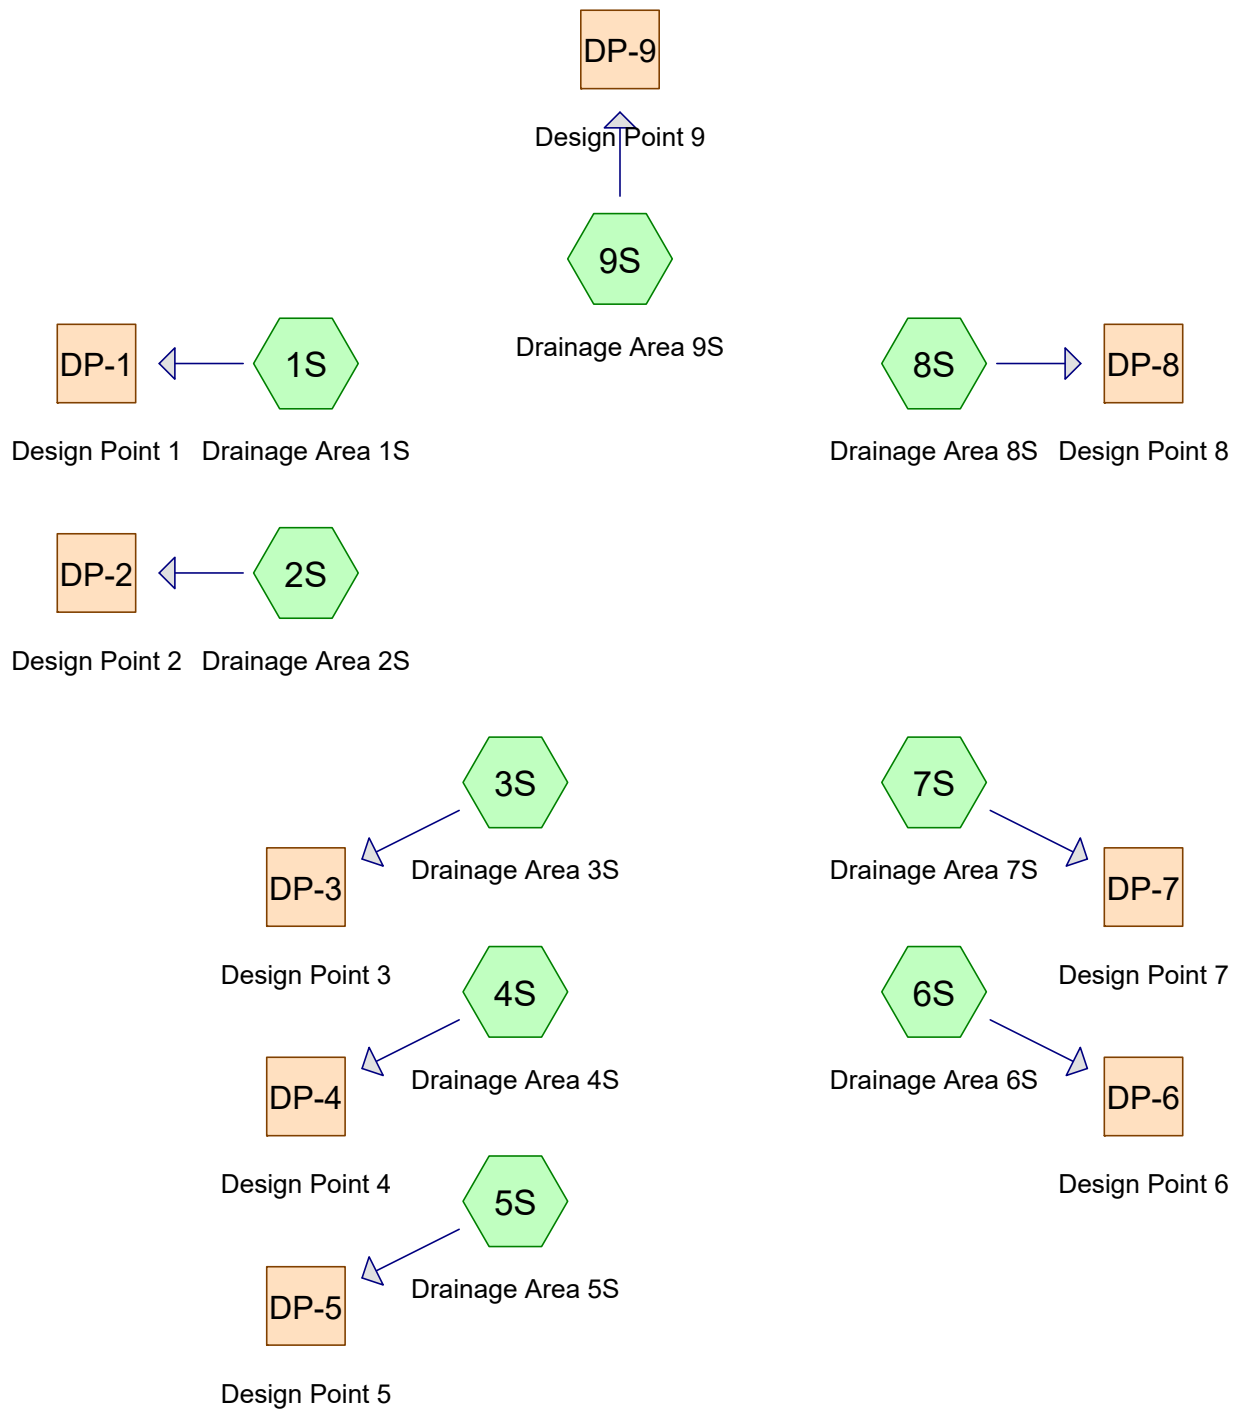 DP-9
Design Point 9
9S
Drainage Area 9S
DP-1
1S
8S
DP-8
Design Point 1
Drainage Area 1S
Drainage Area 8S
Design Point 8
DP-2
2S
Design Point 2
Drainage Area 2S
3S
7S
Drainage Area 3S
Drainage Area 7S
DP-3
DP-7
Design Point 3
Design Point 7
4S
6S
Drainage Area 4S
Drainage Area 6S
DP-4
DP-6
Design Point 4
Design Point 6
5S
Drainage Area 5S
DP-5
Design Point 5